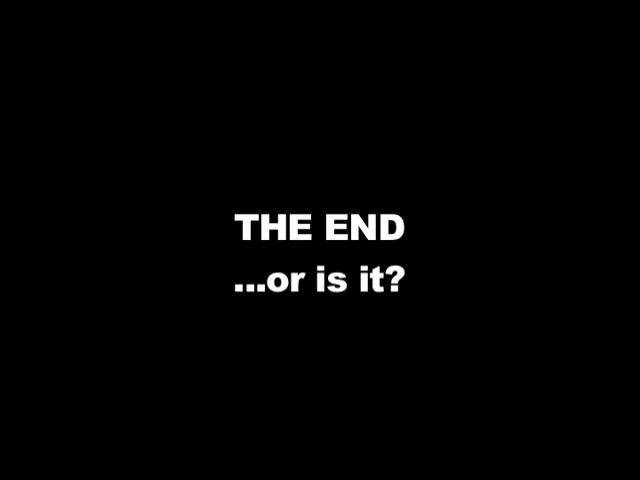 THE END
...or is it?